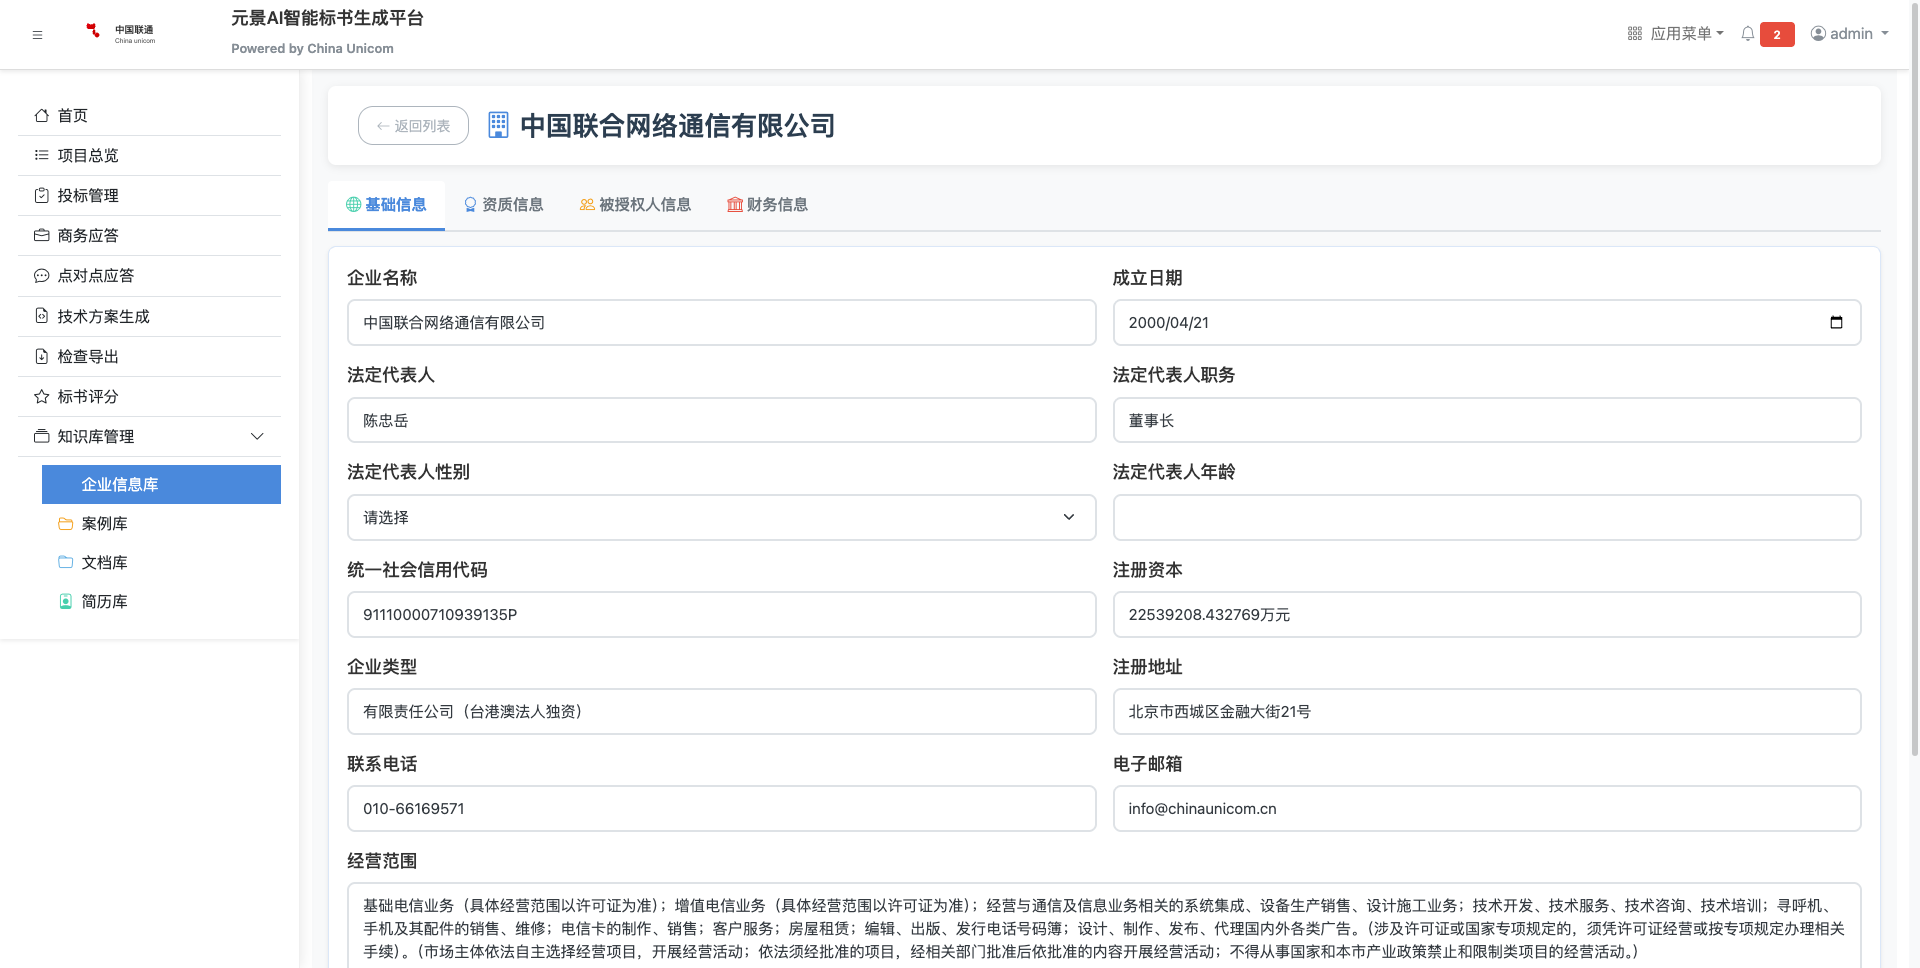 中国联通
China unicom
元景AI智能标书生成平台
Powered by China Unicom
应用菜单
2
admin
首页
项目总览
投标管理
商务应答
点对点应答
技术方案生成
检查导出
标书评分
知识库管理
企业信息库
案例库
文档库
简历库
返回列表
中国联合网络通信有限公司
基础信息
资质信息
被授权人信息
财务信息
企业名称
中国联合网络通信有限公司
成立日期
2000/04/21
法定代表人
陈忠岳
法定代表人职务
董事长
法定代表人性别
请选择
法定代表人年龄
统一社会信用代码
91110000710939135P
注册资本
22539208.432769万元
企业类型
有限责任公司（台港澳法人独资）
注册地址
北京市西城区金融大街21号
联系电话
010-66169571
电子邮箱
info@chinaunicom.cn
经营范围
基础电信业务（具体经营范围以许可证为准）；增值电信业务（具体经营范围以许可证为准）；经营与通信及信息业务相关的系统集成、设备生产销售、设计施工业务；技术开发、技术服务、技术咨询、技术培训；寻呼机、
手机及其配件的销售、维修；电信卡的制作、销售；客户服务；房屋租赁；编辑、出版、发行电话号码簿；设计、制作、发布、代理国内外各类广告。（涉及许可证或国家专项规定的，须凭许可证经营或按专项规定办理相关
手续）。（市场主体依法自主选择经营项目，开展经营活动；依法须经批准的项目，经相关部门批准后依批准的内容开展经营活动；不得从事国家和本市产业政策禁止和限制类项目的经营活动。）